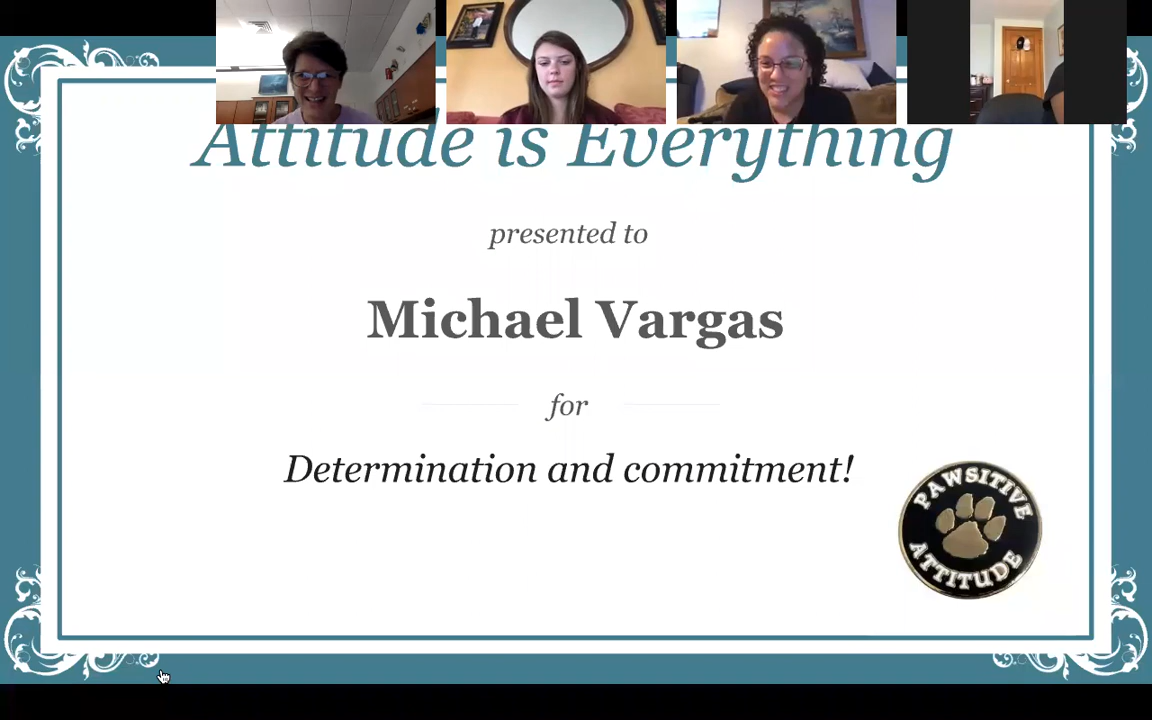 Attitude is Everything
presented to
Michael Vargas
for
Determination and commitment!
PAWSITIVE
ATTITUDE